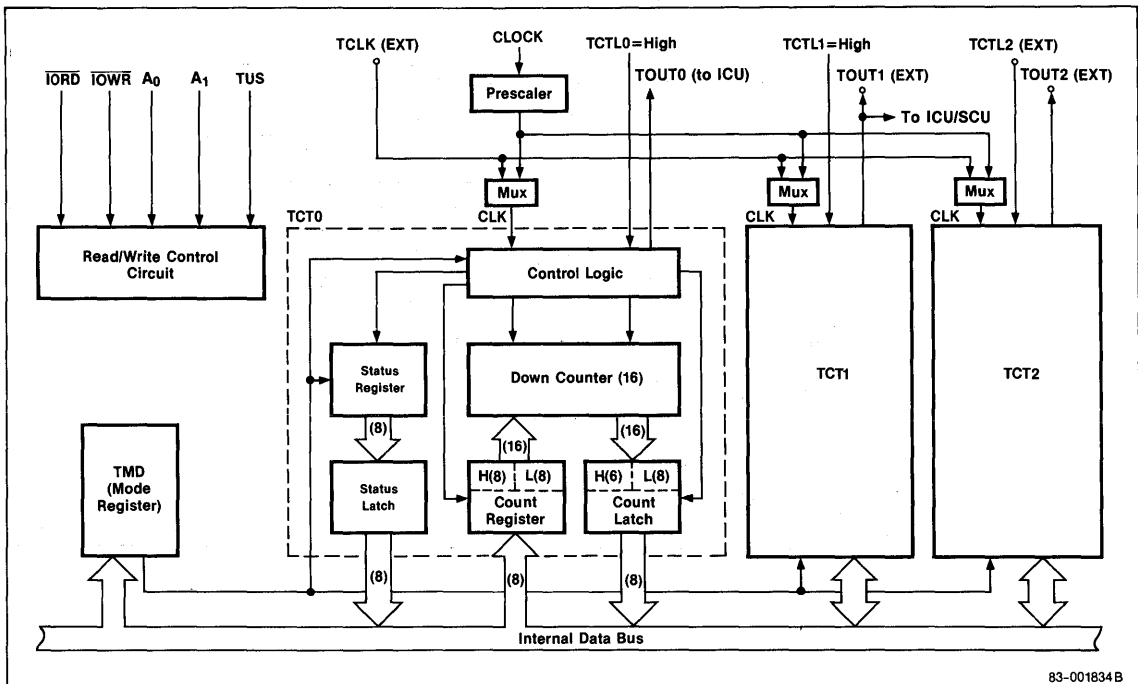 TCLK (EXT)
CLOCK
TCTL0=High
TCTL1=High
TCTL2 (EXT)
TOUT0 (to ICU)
TOUT1 (EXT)
TOUT2 (EXT)
I̅O̅R̅D̅ I̅O̅W̅R̅ A₀ A₁ TUS
Prescaler
To ICU/SCU
Mux
Mux
Mux
CLK
CLK
CLK
TCT0
Read/Write Control
Circuit
Control Logic
Status
Register
Down Counter (16)
TCT1
TCT2
(8)
(16)
(16)
TMD
(Mode
Register)
Status
Latch
H(8) L(8)
Count
Register
H(6) L(8)
Count
Latch
(8)
(8)
(8)
Internal Data Bus
83-001834B